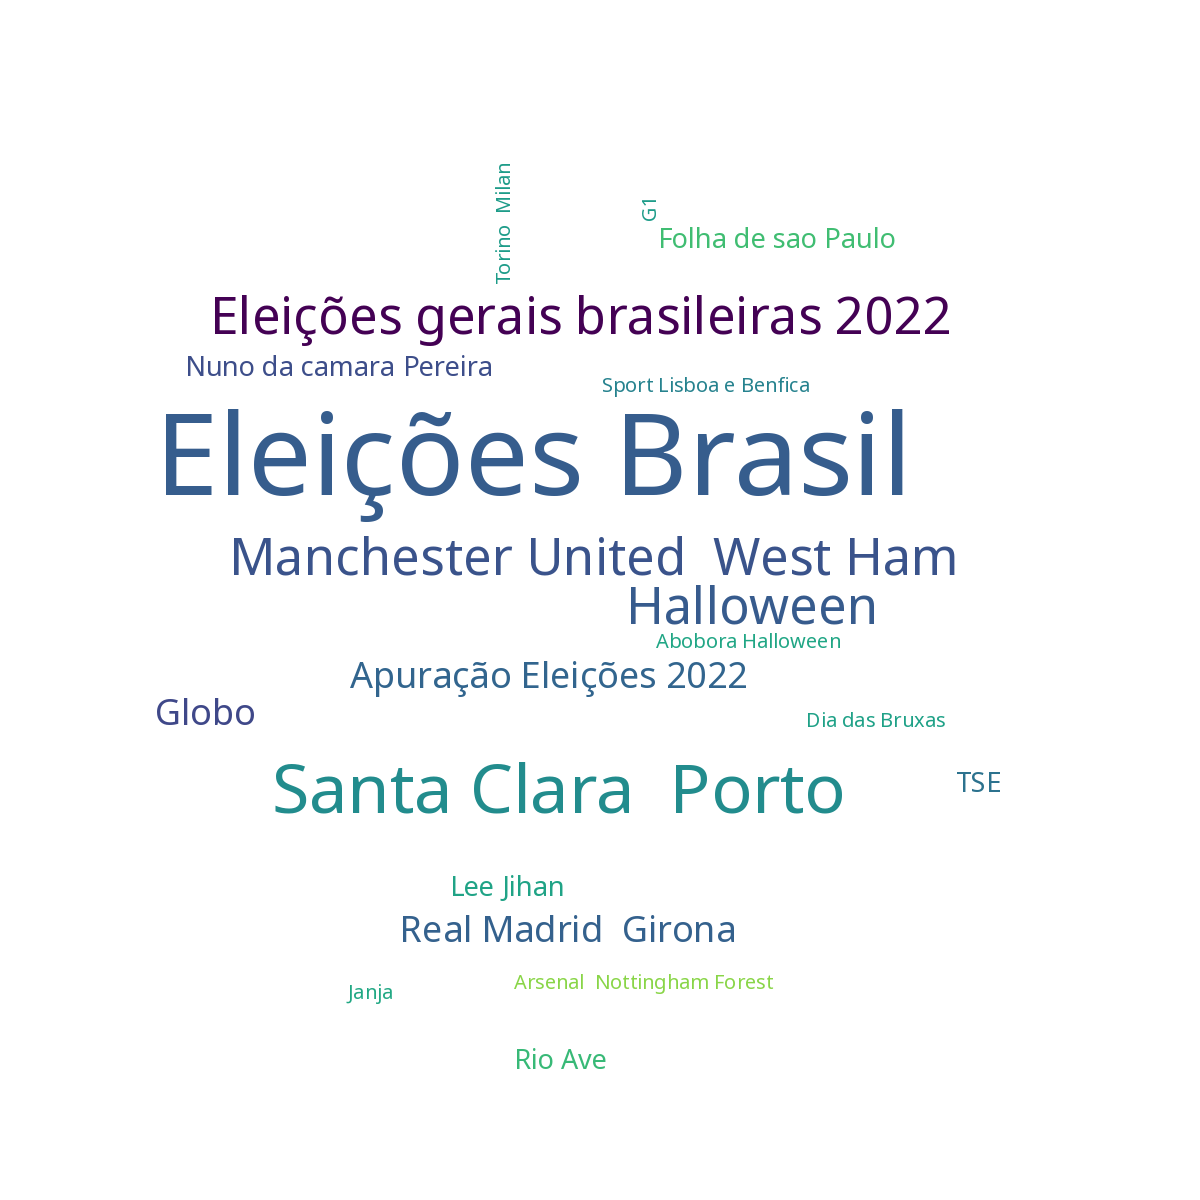 Torino  Milan
G1
Folha de sao Paulo
Eleições gerais brasileiras 2022
Nuno da camara Pereira
Sport Lisboa e Benfica
Eleições Brasil
Manchester United  West Ham
Halloween
Abobora Halloween
Apuração Eleições 2022
Globo
Dia das Bruxas
Santa Clara  Porto
TSE
Lee Jihan
Real Madrid  Girona
Arsenal  Nottingham Forest
Janja
Rio Ave